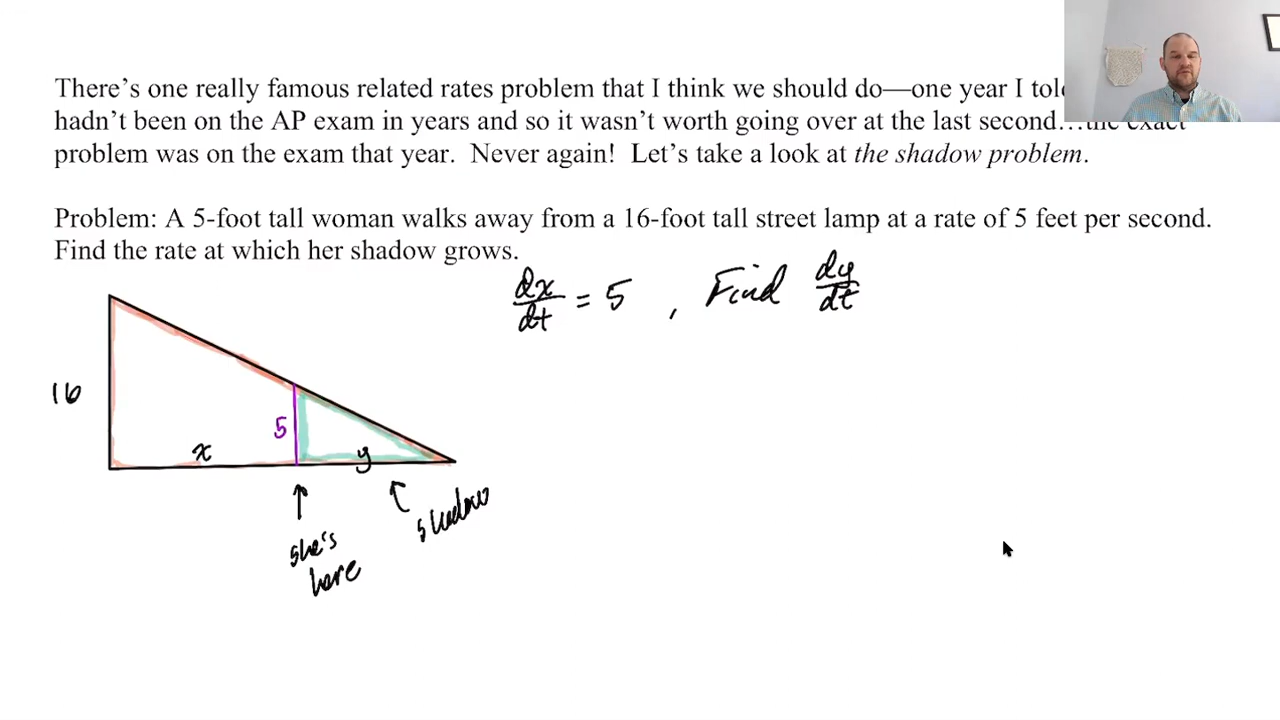 There's one really famous related rates problem that I think we should do—one year I told
hadn't been on the AP exam in years and so it wasn't worth going over at the last second…the exact
problem was on the exam that year. Never again! Let's take a look at the shadow problem.
Problem: A 5-foot tall woman walks away from a 16-foot tall street lamp at a rate of 5 feet per second.
Find the rate at which her shadow grows.
dx/dt = 5 , Find dy/dt
16
5
x
y
she's
here
shadow